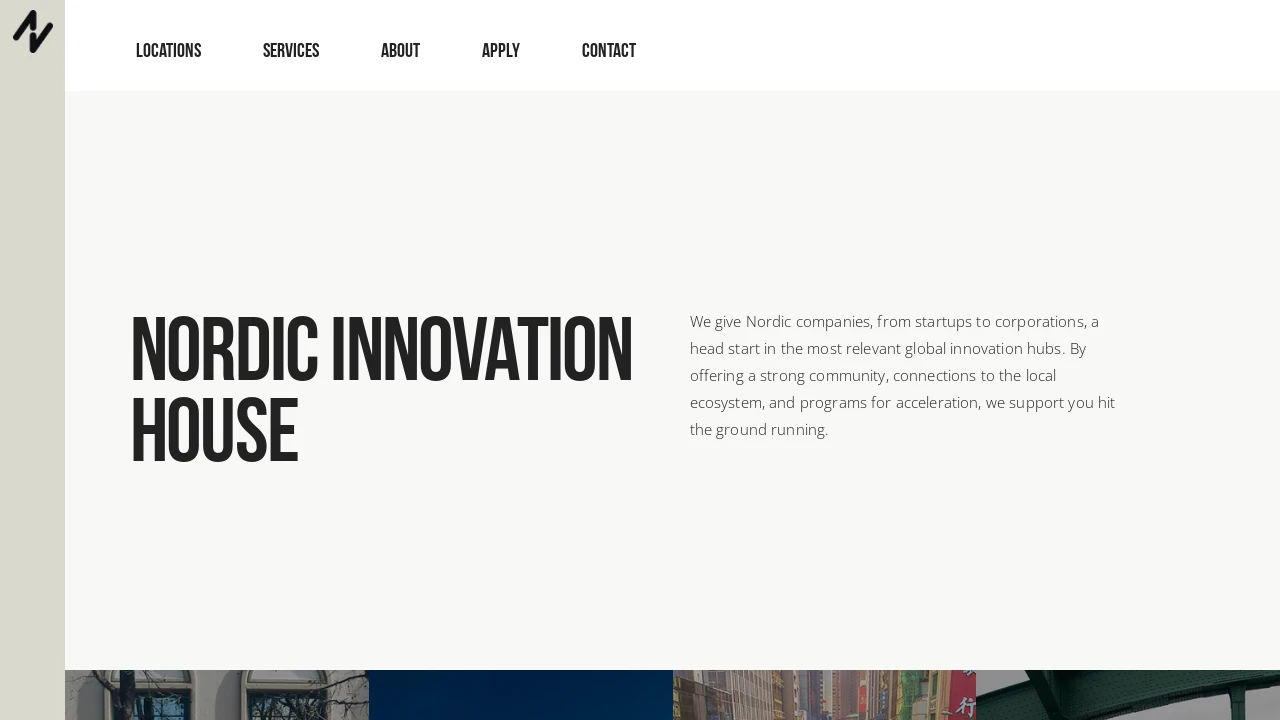 LOCATIONS
SERVICES
ABOUT
APPLY
CONTACT
NORDIC INNOVATION
HOUSE
We give Nordic companies, from startups to corporations, a
head start in the most relevant global innovation hubs. By
offering a strong community, connections to the local
ecosystem, and programs for acceleration, we support you hit
the ground running.
行